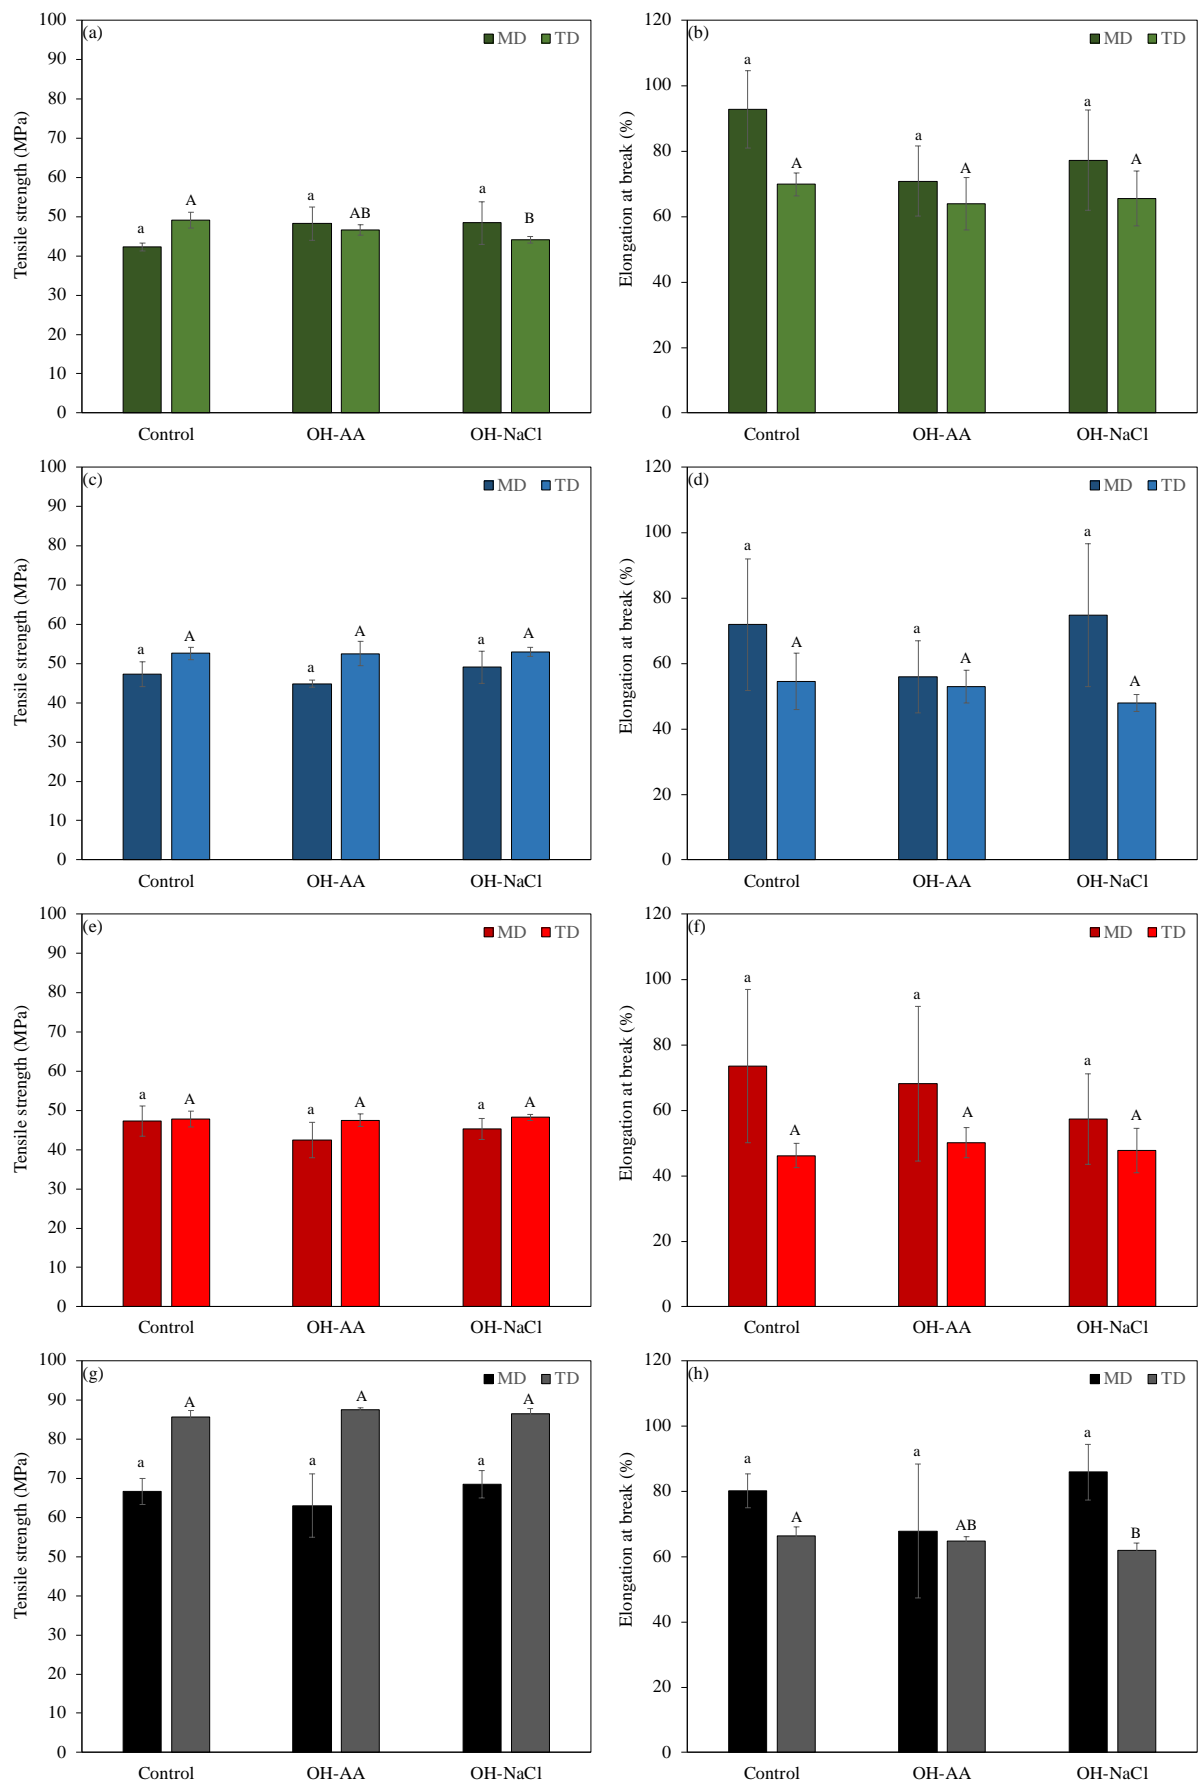 (a)
MD TD
Tensile strength (MPa)
100
90
80
70
60
50
40
30
20
10
0
a A a AB a B
Control OH-AA OH-NaCl
(b)
MD TD
Elongation at break (%)
120
100
80
60
40
20
0
a A a A a A
Control OH-AA OH-NaCl
(c)
MD TD
Tensile strength (MPa)
100
90
80
70
60
50
40
30
20
10
0
a A a A a A
Control OH-AA OH-NaCl
(d)
MD TD
Elongation at break (%)
120
100
80
60
40
20
0
a A a A a A
Control OH-AA OH-NaCl
(e)
MD TD
Tensile strength (MPa)
100
90
80
70
60
50
40
30
20
10
0
a A a A a A
Control OH-AA OH-NaCl
(f)
MD TD
Elongation at break (%)
120
100
80
60
40
20
0
a A a A a A
Control OH-AA OH-NaCl
(g)
MD TD
Tensile strength (MPa)
100
90
80
70
60
50
40
30
20
10
0
a A a A a A
Control OH-AA OH-NaCl
(h)
MD TD
Elongation at break (%)
120
100
80
60
40
20
0
a A a AB a B
Control OH-AA OH-NaCl